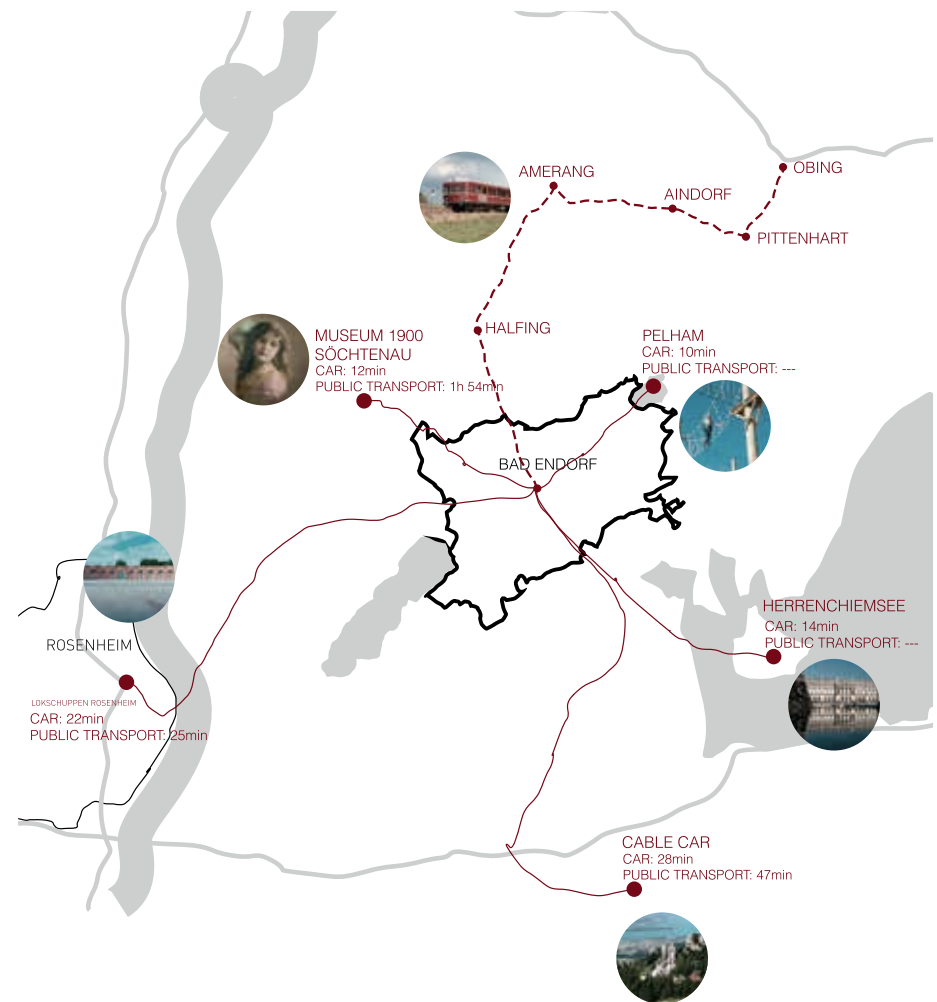 AMERANG
OBING
AINDORF
PITTENHART
HALFING
MUSEUM 1900
SÖCHTENAU
CAR: 12min
PUBLIC TRANSPORT: 1h 54min
PELHAM
CAR: 10min
PUBLIC TRANSPORT: ---
BAD ENDORF
HERRENCHIEMSEE
CAR: 14min
PUBLIC TRANSPORT: ---
ROSENHEIM
LOKSCHUPPEN ROSENHEIM
CAR: 22min
PUBLIC TRANSPORT: 25min
CABLE CAR
CAR: 28min
PUBLIC TRANSPORT: 47min